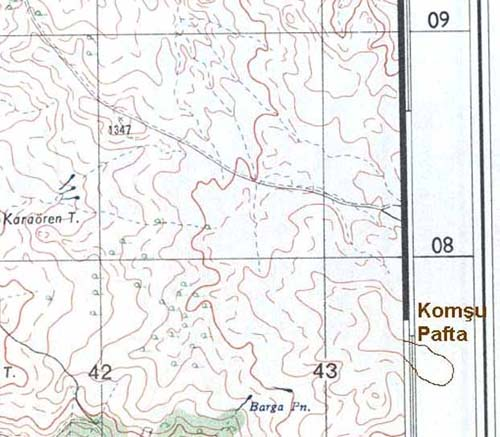 09
1347
Karaören T.
08
Komşu
Pafta
T.
42
43
Barga Pn.